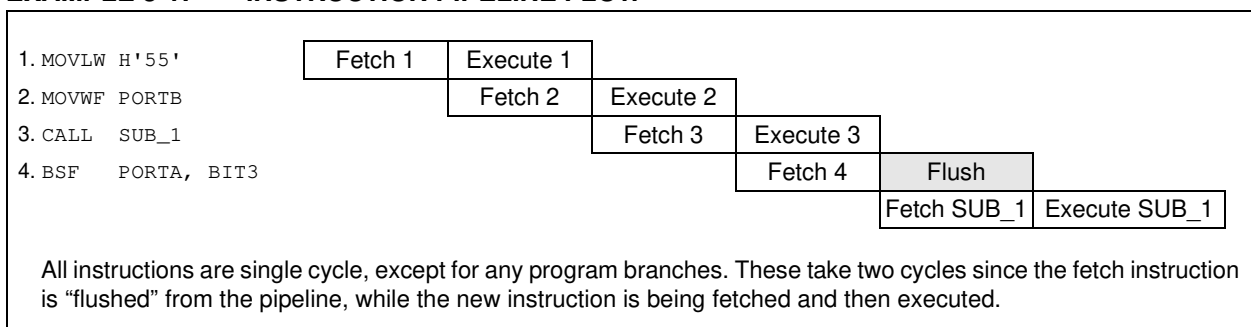 1. MOVLW H'55' Fetch 1 Execute 1
2. MOVWF PORTB Fetch 2 Execute 2
3. CALL SUB_1 Fetch 3 Execute 3
4. BSF PORTA, BIT3 Fetch 4 Flush
Fetch SUB_1 Execute SUB_1
All instructions are single cycle, except for any program branches. These take two cycles since the fetch instruction
is “flushed” from the pipeline, while the new instruction is being fetched and then executed.